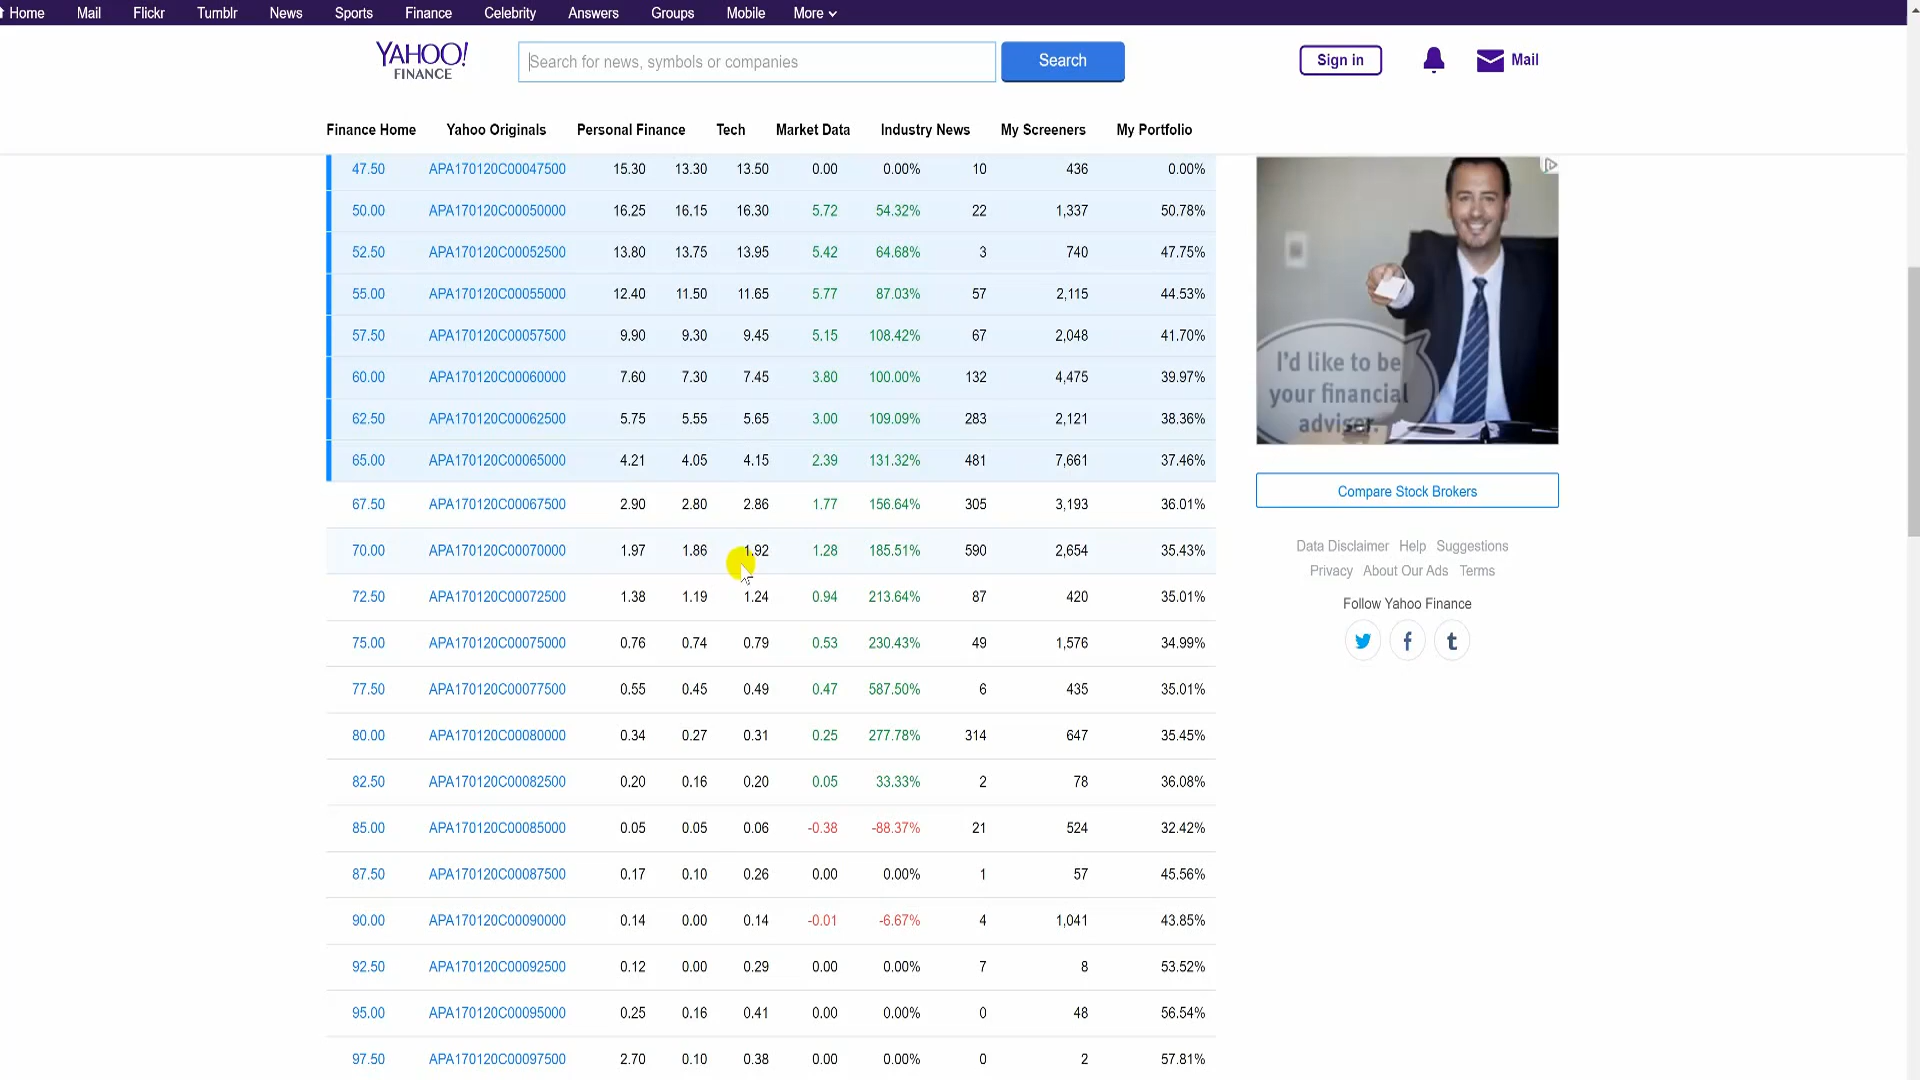 Home Mail Flickr Tumblr News Sports Finance Celebrity Answers Groups Mobile More
YAHOO!
FINANCE
Search for news, symbols or companies
Search
Sign in
Mail
Finance Home Yahoo Originals Personal Finance Tech Market Data Industry News My Screeners My Portfolio
47.50 APA170120C00047500 15.30 13.30 13.50 0.00 0.00% 10 436 0.00%
50.00 APA170120C00050000 16.25 16.15 16.30 5.72 54.32% 22 1,337 50.78%
52.50 APA170120C00052500 13.80 13.75 13.95 5.42 64.68% 3 740 47.75%
55.00 APA170120C00055000 12.40 11.50 11.65 5.77 87.03% 57 2,115 44.53%
57.50 APA170120C00057500 9.90 9.30 9.45 5.15 108.42% 67 2,048 41.70%
60.00 APA170120C00060000 7.60 7.30 7.45 3.80 100.00% 132 4,475 39.97%
62.50 APA170120C00062500 5.75 5.55 5.65 3.00 109.09% 283 2,121 38.36%
65.00 APA170120C00065000 4.21 4.05 4.15 2.39 131.32% 481 7,661 37.46%
67.50 APA170120C00067500 2.90 2.80 2.86 1.77 156.64% 305 3,193 36.01%
70.00 APA170120C00070000 1.97 1.86 1.92 1.28 185.51% 590 2,654 35.43%
72.50 APA170120C00072500 1.38 1.19 1.24 0.94 213.64% 87 420 35.01%
75.00 APA170120C00075000 0.76 0.74 0.79 0.53 230.43% 49 1,576 34.99%
77.50 APA170120C00077500 0.55 0.45 0.49 0.47 587.50% 6 435 35.01%
80.00 APA170120C00080000 0.34 0.27 0.31 0.25 277.78% 314 647 35.45%
82.50 APA170120C00082500 0.20 0.16 0.20 0.05 33.33% 2 78 36.08%
85.00 APA170120C00085000 0.05 0.05 0.06 -0.38 -88.37% 21 524 32.42%
87.50 APA170120C00087500 0.17 0.10 0.26 0.00 0.00% 1 57 45.56%
90.00 APA170120C00090000 0.14 0.00 0.14 -0.01 -6.67% 4 1,041 43.85%
92.50 APA170120C00092500 0.12 0.00 0.29 0.00 0.00% 7 8 53.52%
95.00 APA170120C00095000 0.25 0.16 0.41 0.00 0.00% 0 48 56.54%
97.50 APA170120C00097500 2.70 0.10 0.38 0.00 0.00% 0 2 57.81%
I'd like to be
your financial
adviser.
Compare Stock Brokers
Data Disclaimer Help Suggestions
Privacy About Our Ads Terms
Follow Yahoo Finance